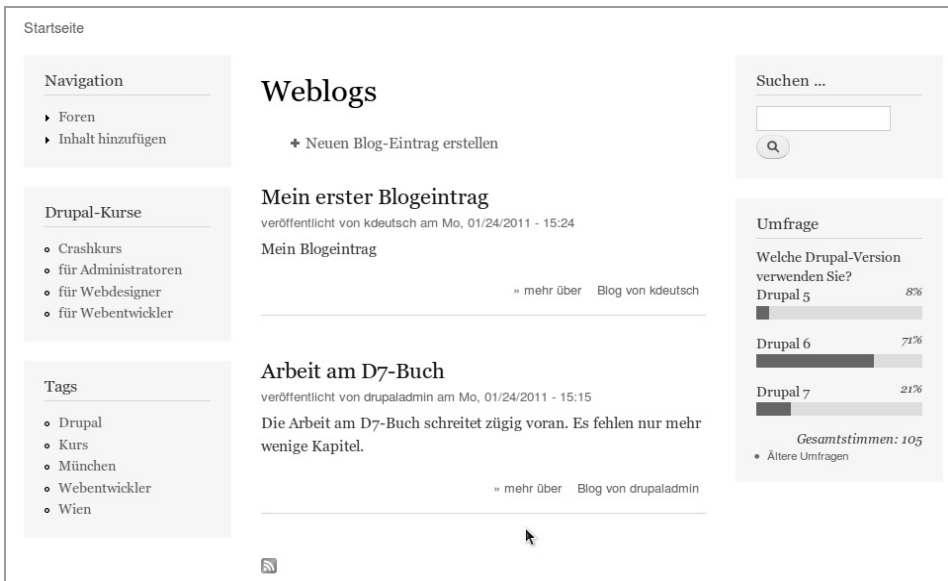 Startseite
Navigation
Foren
Inhalt hinzufügen
Drupal-Kurse
Crashkurs
für Administratoren
für Webdesigner
für Webentwickler
Tags
Drupal
Kurs
München
Webentwickler
Wien
Weblogs
+ Neuen Blog-Eintrag erstellen
Mein erster Blogeintrag
veröffentlicht von kdeutsch am Mo, 01/24/2011 - 15:24
Mein Blogeintrag
» mehr über Blog von kdeutsch
Arbeit am D7-Buch
veröffentlicht von drupaladmin am Mo, 01/24/2011 - 15:15
Die Arbeit am D7-Buch schreitet zügig voran. Es fehlen nur mehr
wenige Kapitel.
» mehr über Blog von drupaladmin
Suchen ...
Umfrage
Welche Drupal-Version
verwenden Sie?
Drupal 5 8%
Drupal 6 71%
Drupal 7 21%
Gesamtstimmen: 105
Ältere Umfragen